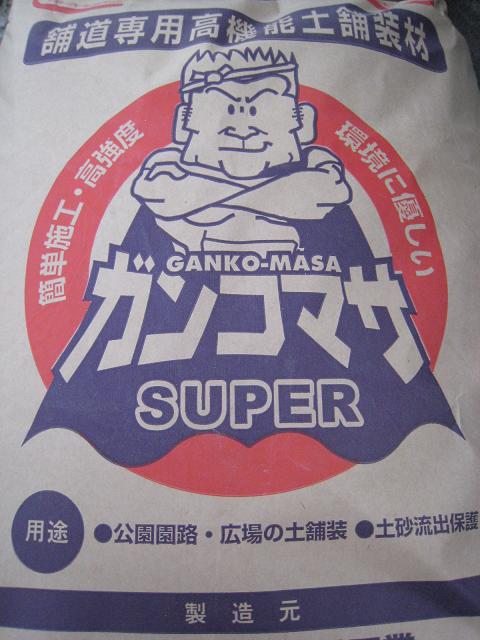 舗道専用高機能土舗装材
簡単施工・高強度
環境に優しい
GANKO-MASA
ガンコマサ
SUPER
用途
●公園園路・広場の土舗装 ●土砂流出保護
製造元